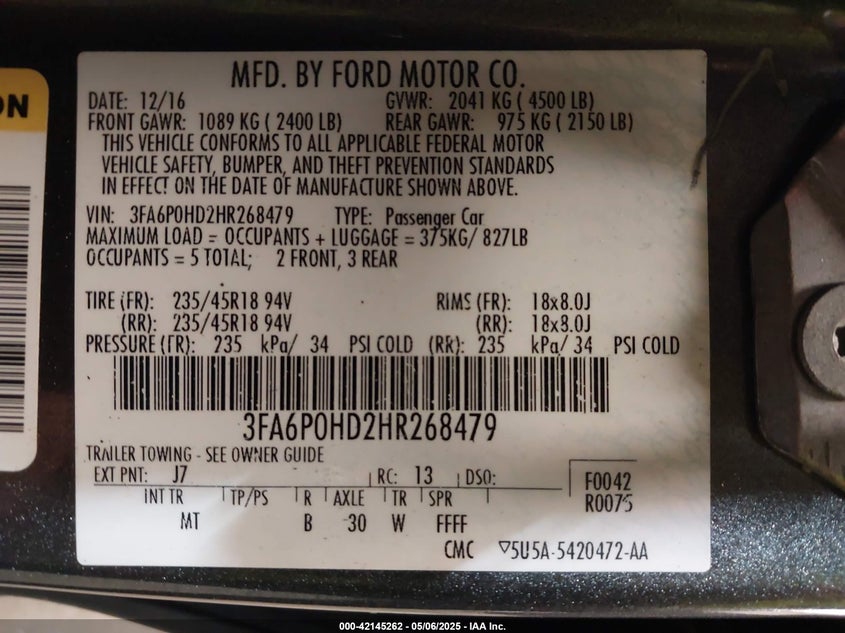 MFD. BY FORD MOTOR CO.
DATE: 12/16 GVWR: 2041 KG ( 4500 LB)
FRONT GAWR: 1089 KG ( 2400 LB) REAR GAWR: 975 KG ( 2150 LB)
THIS VEHICLE CONFORMS TO ALL APPLICABLE FEDERAL MOTOR
VEHICLE SAFETY, BUMPER, AND THEFT PREVENTION STANDARDS
IN EFFECT ON THE DATE OF MANUFACTURE SHOWN ABOVE.
VIN: 3FA6P0HD2HR268479 TYPE: Passenger Car
MAXIMUM LOAD = OCCUPANTS + LUGGAGE = 375KG/ 827LB
OCCUPANTS = 5 TOTAL; 2 FRONT, 3 REAR
TIRE (FR): 235/45R18 94V RIMS (FR): 18x8.0J
(RR): 235/45R18 94V (RR): 18x8.0J
PRESSURE (FR): 235 kPa/ 34 PSI COLD (RR): 235 kPa/ 34 PSI COLD
3FA6P0HD2HR268479
TRAILER TOWING - SEE OWNER GUIDE
EXT PNT: J7 RC: 13 DSO: F0042
R0075
INT TR TP/PS R AXLE TR SPR
MT B 30 W FFFF
CMC ▽5U5A-5420472-AA
ON
000-42145262 - 05/06/2025 - IAA Inc.